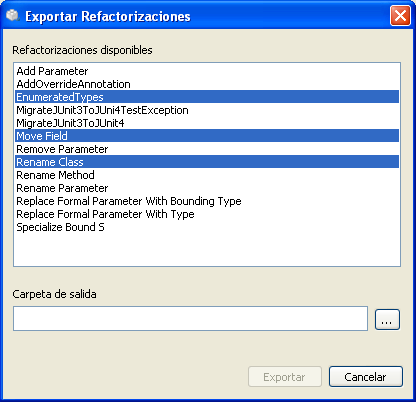 Exportar Refactorizaciones
Refactorizaciones disponibles
Add Parameter
AddOverrideAnnotation
EnumeratedTypes
MigrateJUnit3ToJUni4TestException
MigrateJUnit3ToJUnit4
Move Field
Remove Parameter
Rename Class
Rename Method
Rename Parameter
Replace Formal Parameter With Bounding Type
Replace Formal Parameter With Type
Specialize Bound S
Carpeta de salida
...
Exportar
Cancelar